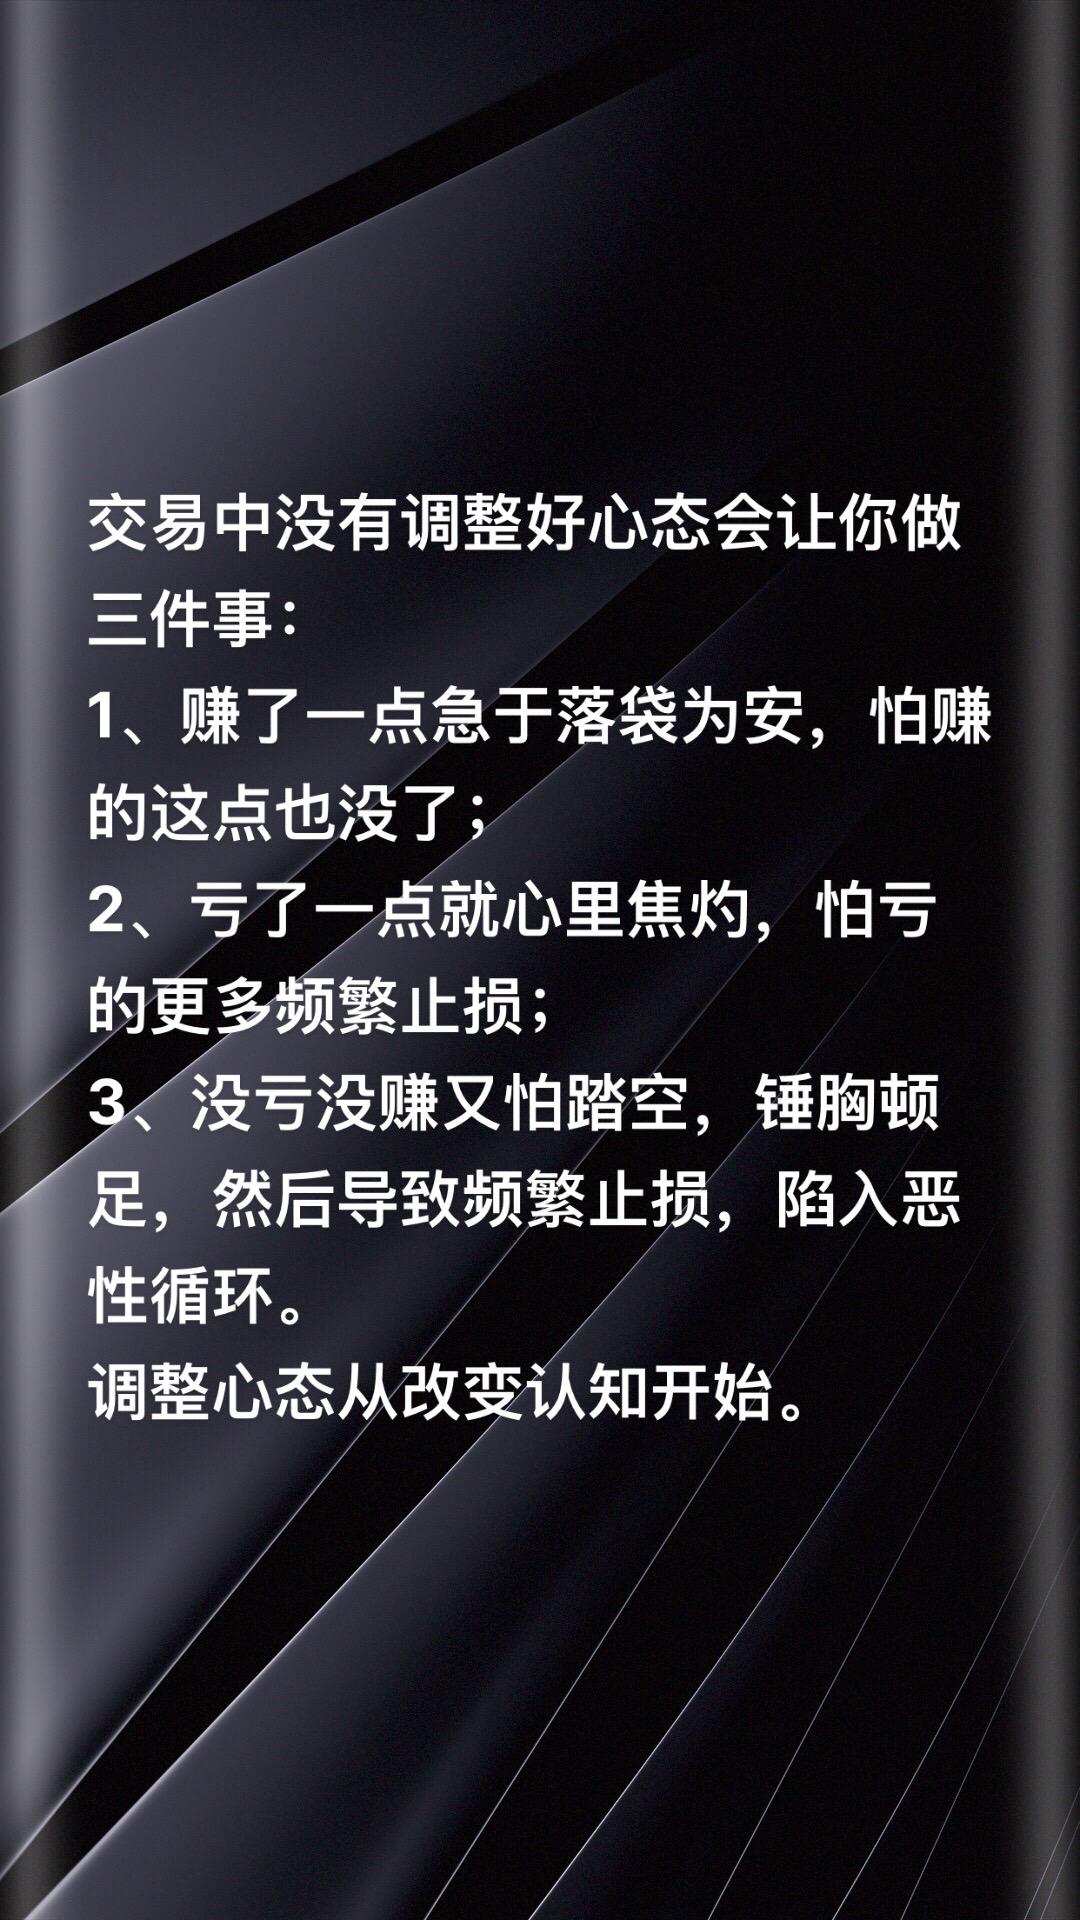 交易中没有调整好心态会让你做
三件事：
1、赚了一点急于落袋为安，怕赚
的这点也没了；
2、亏了一点就心里焦灼，怕亏
的更多频繁止损；
3、没亏没赚又怕踏空，锤胸顿
足，然后导致频繁止损，陷入恶
性循环。
调整心态从改变认知开始。